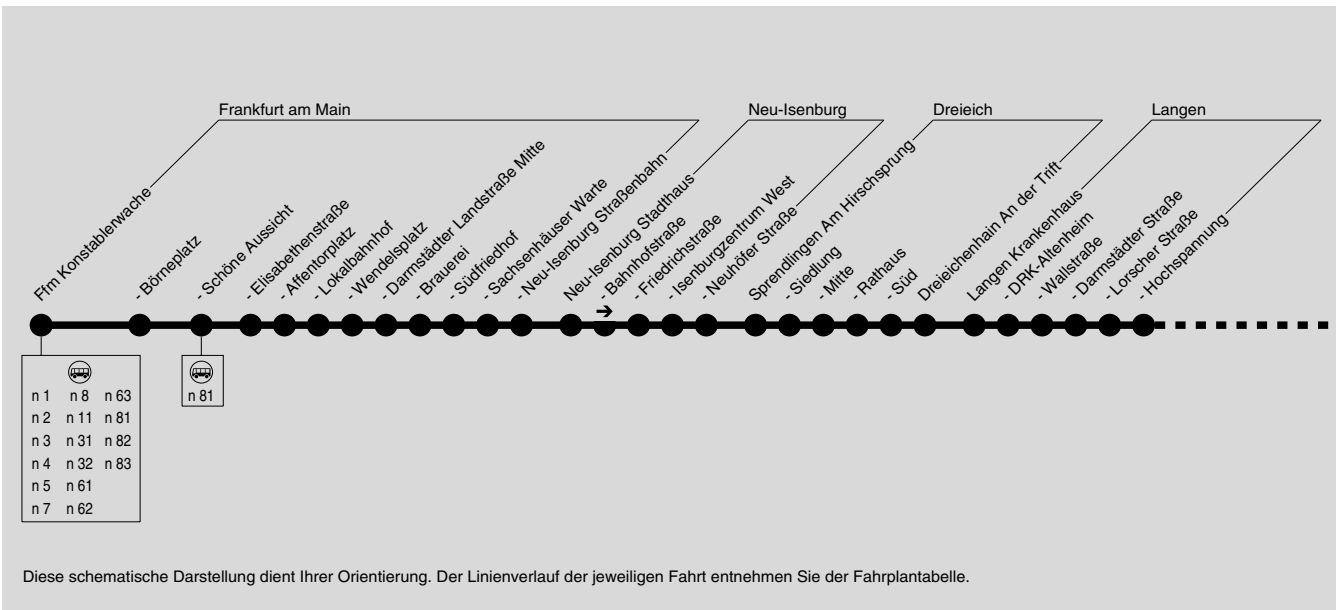 Frankfurt am Main
Neu-Isenburg
Dreieich
Langen
Ffm Konstablerwache
- Börneplatz
- Schöne Aussicht
- Elisabethenstraße
- Affentorplatz
- Lokalbahnhof
- Wendelsplatz
- Darmstädter Landstraße Mitte
- Brauerei
- Südfriedhof
- Sachsenhäuser Warte
- Neu-Isenburg Straßenbahn
Neu-Isenburg Stadthaus
- Bahnhofstraße
- Friedrichstraße
- Isenburgzentrum West
- Neuhöfer Straße
Sprendlingen Am Hirschsprung
- Siedlung
- Mitte
- Rathaus
- Süd
Dreieichenhain An der Trift
Langen Krankenhaus
- DRK-Altenheim
- Wallstraße
- Darmstädter Straße
- Lorscher Straße
- Hochspannung
n 1 n 8 n 63
n 2 n 11 n 81
n 3 n 31 n 82
n 4 n 32 n 83
n 5 n 61
n 7 n 62
n 81
Diese schematische Darstellung dient Ihrer Orientierung. Der Linienverlauf der jeweiligen Fahrt entnehmen Sie der Fahrplantabelle.